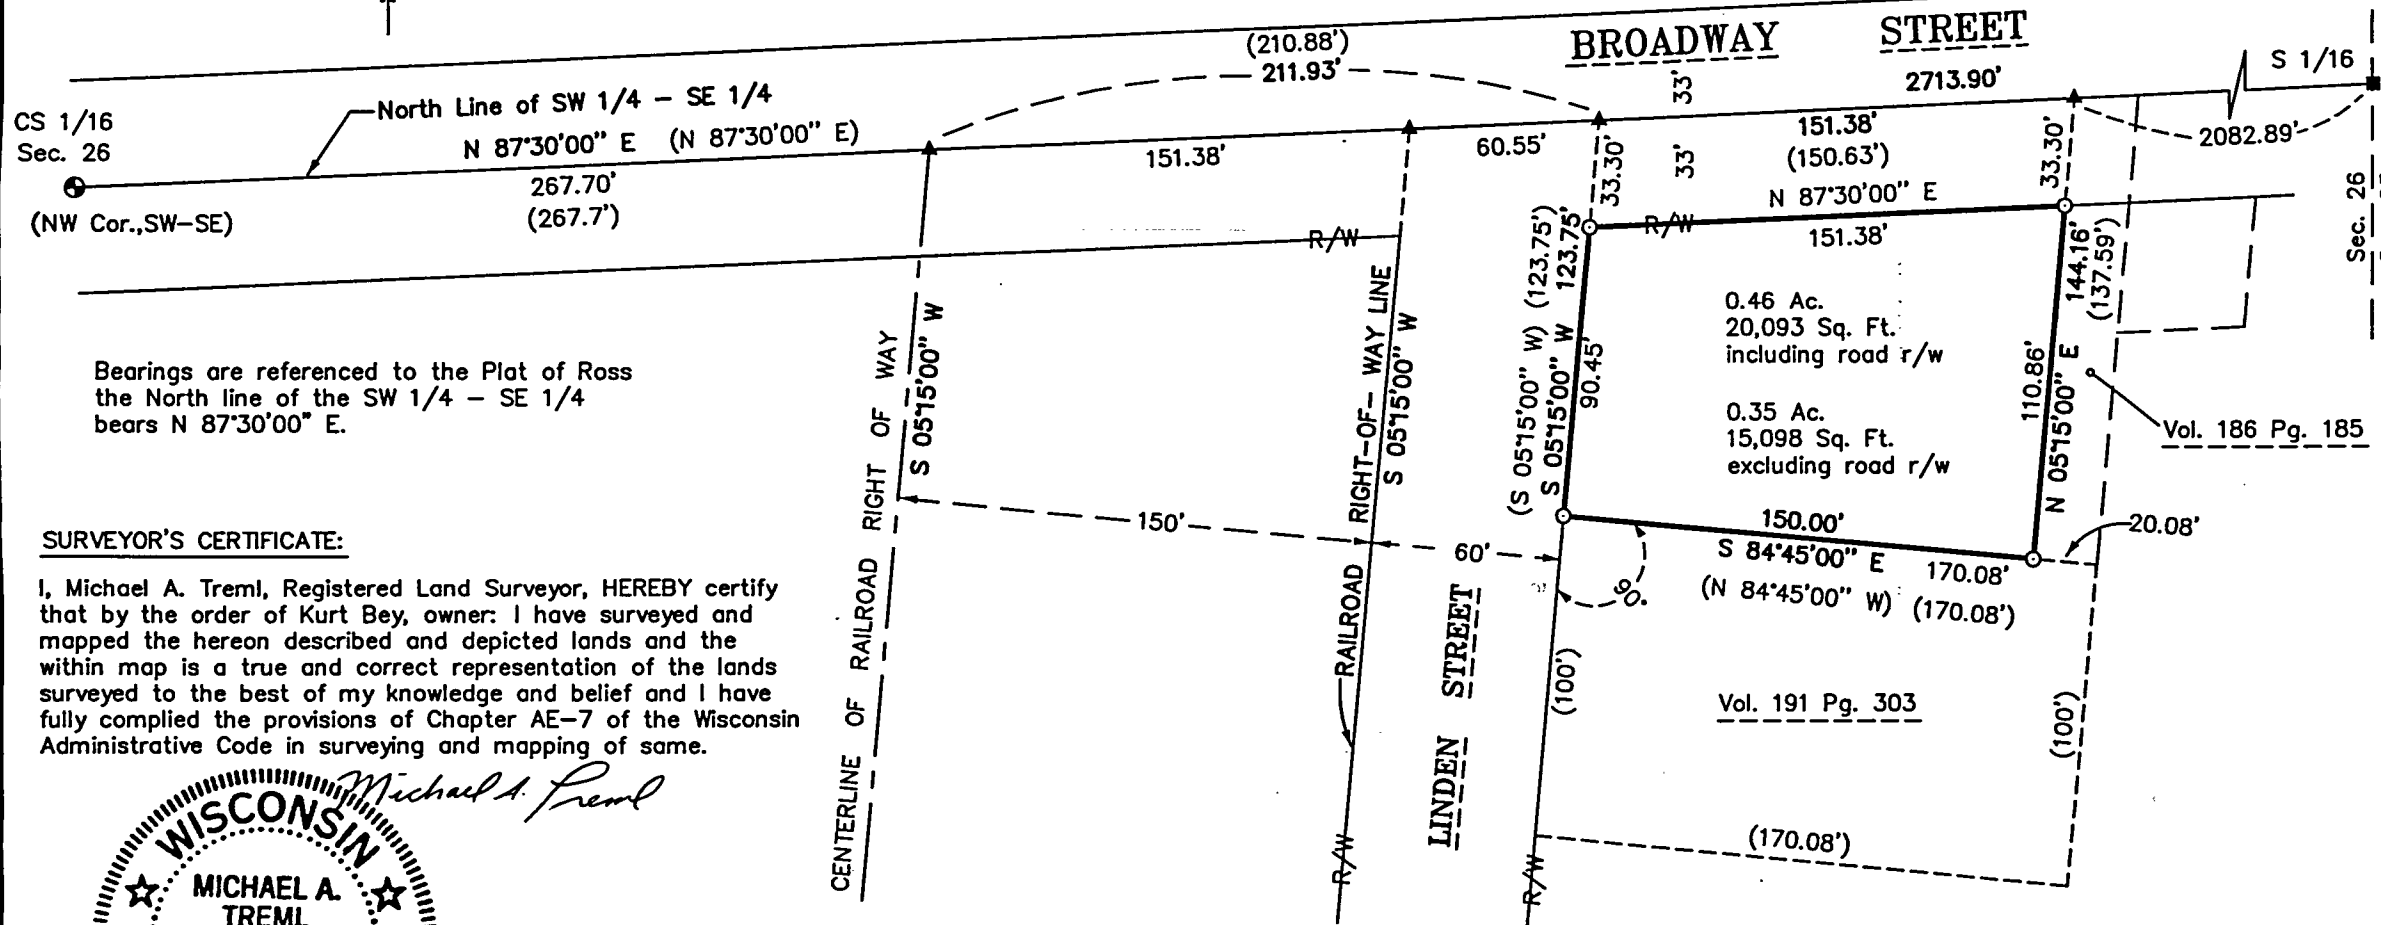 BROADWAY STREET
(210.88')
211.93'
33'
2713.90'
S 1/16
CS 1/16
Sec. 26
North Line of SW 1/4 – SE 1/4
N 87°30'00" E (N 87°30'00" E)
267.70'
(267.7')
(NW Cor.,SW–SE)
151.38'
60.55'
33.30'
33'
151.38'
(150.63')
N 87°30'00" E
33.30'
2082.89'
Sec. 26
R/W
R/W
151.38'
(S 05°15'00" W) (123.75')
S 05°15'00" W 123.75'
90.45'
144.16'
(137.59')
110.86'
N 05°15'00" E
0.46 Ac.
20,093 Sq. Ft.
including road r/w
0.35 Ac.
15,098 Sq. Ft.
excluding road r/w
Vol. 186 Pg. 185
Bearings are referenced to the Plat of Ross
the North line of the SW 1/4 – SE 1/4
bears N 87°30'00" E.
CENTERLINE OF RAILROAD RIGHT OF WAY
S 05°15'00" W
RAILROAD RIGHT–OF– WAY LINE
S 05°15'00" W
150'
60'
150.00'
S 84°45'00" E 170.08'
(N 84°45'00" W) (170.08')
20.08'
90°
LINDEN STREET
(100')
Vol. 191 Pg. 303
(100')
(170.08')
R/W
R/W
SURVEYOR'S CERTIFICATE:
I, Michael A. Treml, Registered Land Surveyor, HEREBY certify
that by the order of Kurt Bey, owner: I have surveyed and
mapped the hereon described and depicted lands and the
within map is a true and correct representation of the lands
surveyed to the best of my knowledge and belief and I have
fully complied the provisions of Chapter AE–7 of the Wisconsin
Administrative Code in surveying and mapping of same.
Michael A. Treml
WISCONSIN
MICHAEL A.
TREML